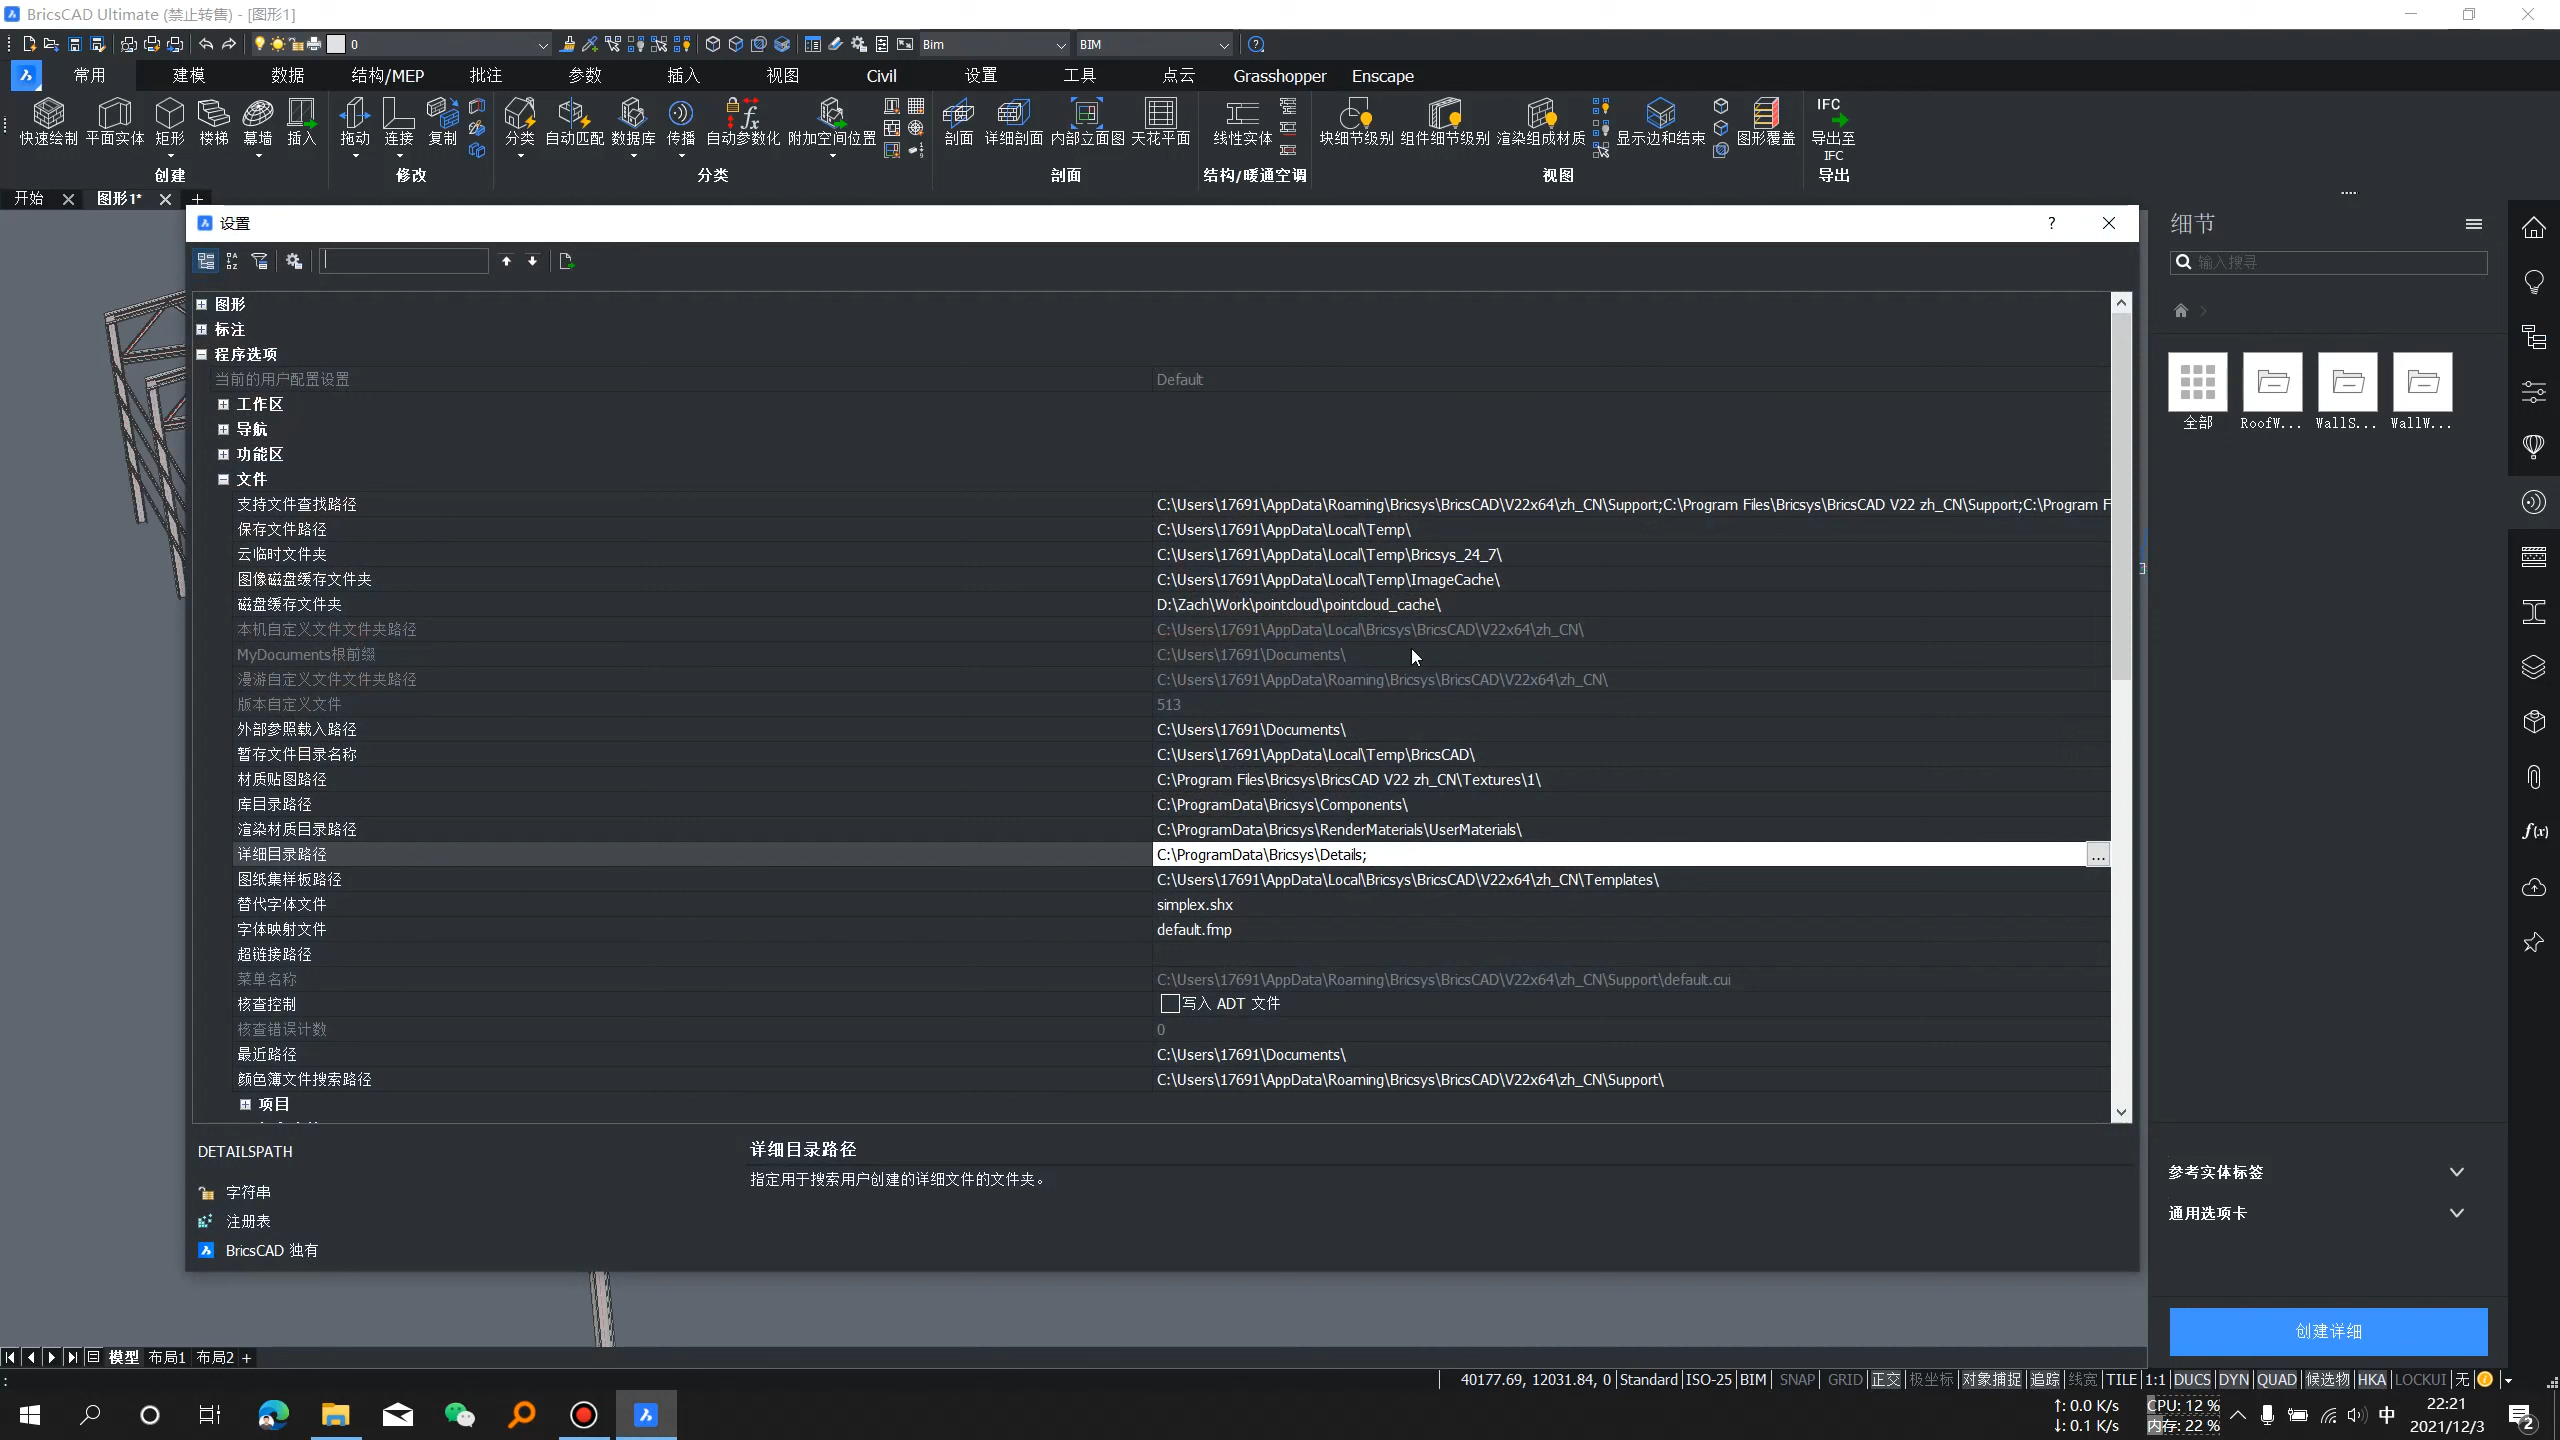 BricsCAD Ultimate (禁止转售) - [图形1]
0
Bim
BIM
常用 建模 数据 结构/MEP 批注 参数 插入 视图 Civil 设置 工具 点云 Grasshopper Enscape
快速绘制 平面实体 矩形 楼梯 幕墙 插入 拖动 连接 复制 分类 自动匹配 数据库 传播 自动参数化 附加空间位置 剖面 详细剖面 内部立面图 天花平面 线性实体 块细节级别 组件细节级别 渲染组成材质 显示边和结束 图形覆盖 IFC 导出至 IFC
创建 修改 分类 剖面 结构/暖通空调 视图 导出
开始 图形1*
设置
细节
输入搜寻
图形
标注
程序选项
当前的用户配置设置 Default
工作区
导航
功能区
文件
支持文件查找路径 C:\Users\17691\AppData\Roaming\Bricsys\BricsCAD\V22x64\zh_CN\Support;C:\Program Files\Bricsys\BricsCAD V22 zh_CN\Support;C:\Program F
保存文件路径 C:\Users\17691\AppData\Local\Temp\
云临时文件夹 C:\Users\17691\AppData\Local\Temp\Bricsys_24_7\
图像磁盘缓存文件夹 C:\Users\17691\AppData\Local\Temp\ImageCache\
磁盘缓存文件夹 D:\Zach\Work\pointcloud\pointcloud_cache\
本机自定义文件文件夹路径 C:\Users\17691\AppData\Local\Bricsys\BricsCAD\V22x64\zh_CN\
MyDocuments根前缀 C:\Users\17691\Documents\
漫游自定义文件文件夹路径 C:\Users\17691\AppData\Roaming\Bricsys\BricsCAD\V22x64\zh_CN\
版本自定义文件 513
外部参照载入路径 C:\Users\17691\Documents\
暂存文件目录名称 C:\Users\17691\AppData\Local\Temp\BricsCAD\
材质贴图路径 C:\Program Files\Bricsys\BricsCAD V22 zh_CN\Textures\1\
库目录路径 C:\ProgramData\Bricsys\Components\
渲染材质目录路径 C:\ProgramData\Bricsys\RenderMaterials\UserMaterials\
详细目录路径 C:\ProgramData\Bricsys\Details; ...
图纸集样板路径 C:\Users\17691\AppData\Local\Bricsys\BricsCAD\V22x64\zh_CN\Templates\
替代字体文件 simplex.shx
字体映射文件 default.fmp
超链接路径
菜单名称 C:\Users\17691\AppData\Roaming\Bricsys\BricsCAD\V22x64\zh_CN\Support\default.cui
核查控制 写入 ADT 文件
核查错误计数 0
最近路径 C:\Users\17691\Documents\
颜色簿文件搜索路径 C:\Users\17691\AppData\Roaming\Bricsys\BricsCAD\V22x64\zh_CN\Support\
项目
DETAILSPATH
字符串
注册表
BricsCAD 独有
详细目录路径
指定用于搜索用户创建的详细文件的文件夹。
全部 RoofW... WallS... WallW...
参考实体标签
通用选项卡
创建详细
模型 布局1 布局2 +
:
40177.69, 12031.84, 0 Standard ISO-25 BIM SNAP GRID 正交 极坐标 对象捕捉 追踪 线宽 TILE 1:1 DUCS DYN QUAD 候选物 HKA LOCKUI 无
↑: 0.0 K/s
↓: 0.1 K/s
CPU: 12 %
内存: 22 %
中
22:21
2021/12/3
2